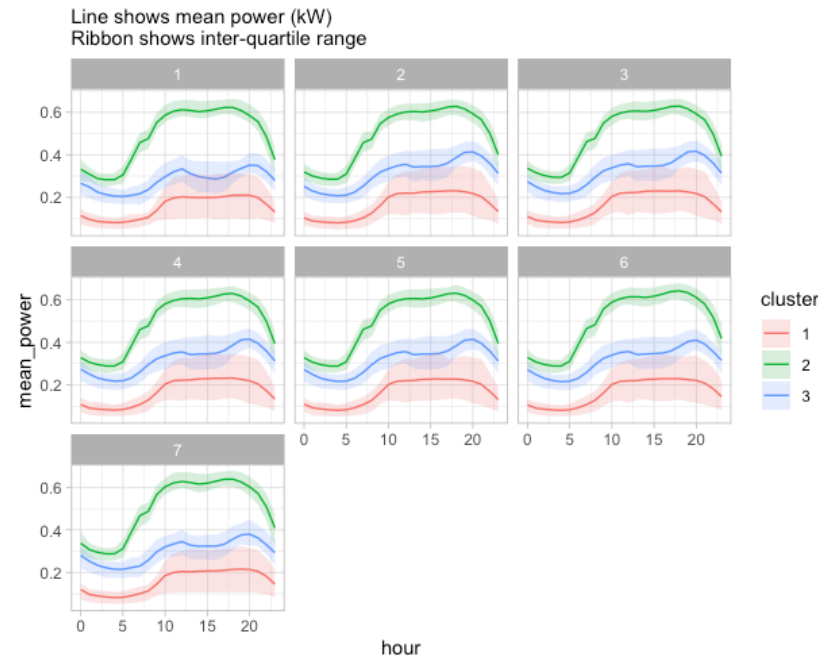 Line shows mean power (kW)
Ribbon shows inter-quartile range
1 2 3
0.6
0.4
0.2
4 5 6
0.6
0.4
0.2
0 5 10 15 20 0 5 10 15 20
7
0.6
0.4
0.2
0 5 10 15 20
mean_power
hour
cluster
1
2
3